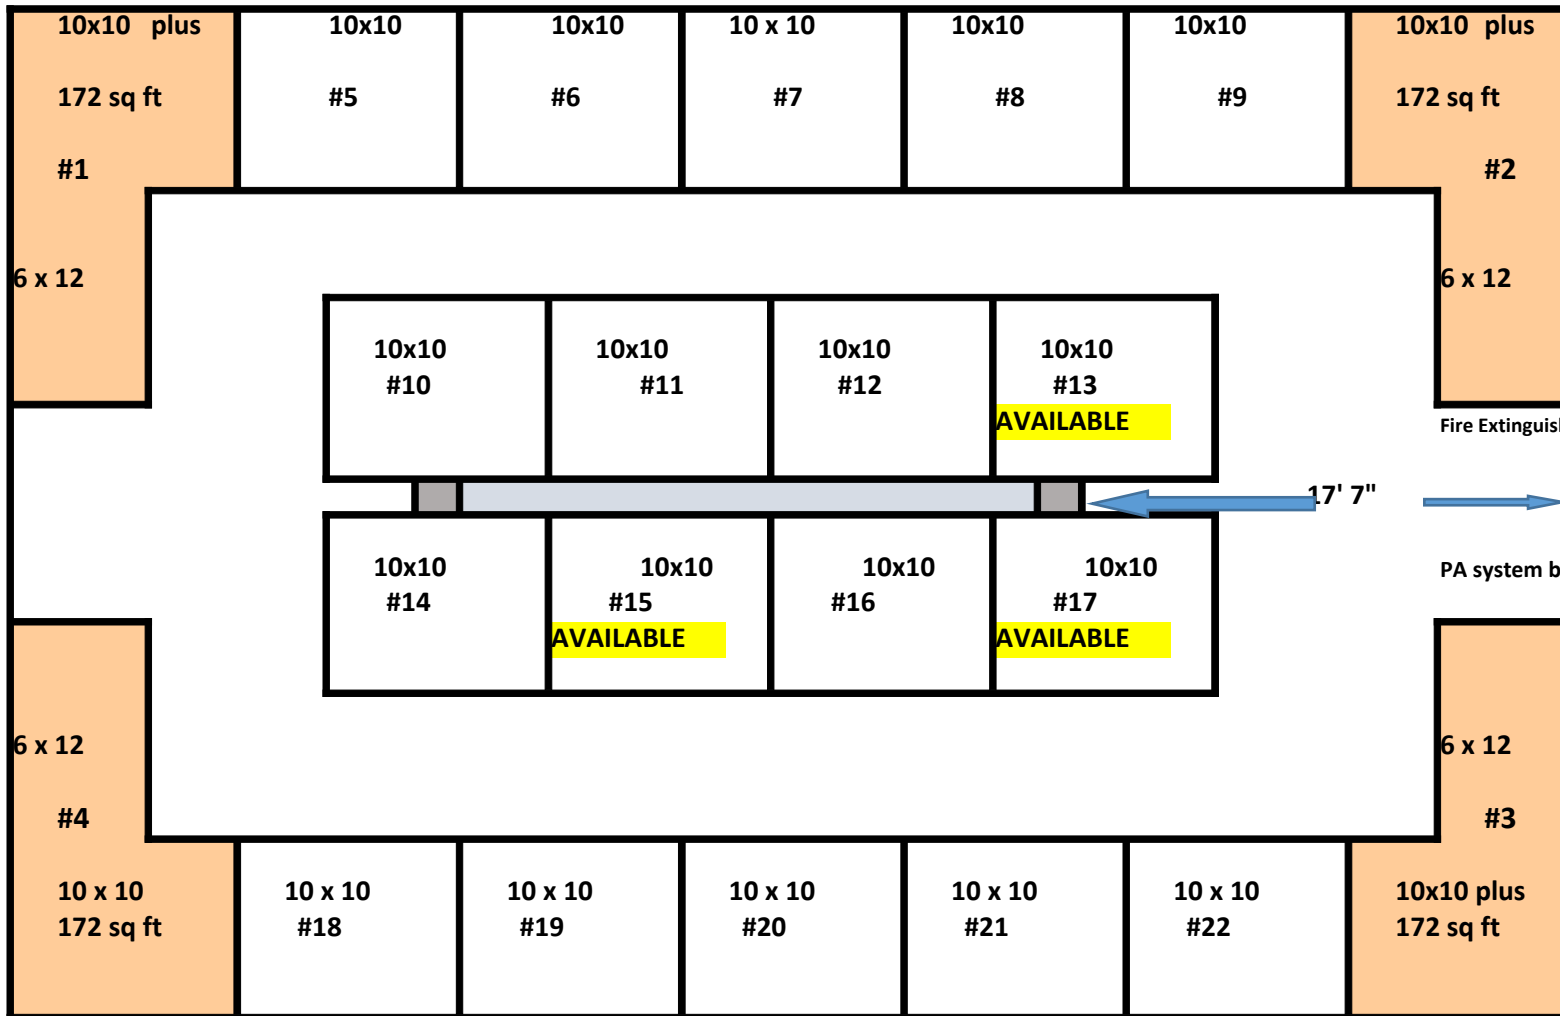 10x10 plus
172 sq ft
#1
6 x 12
10x10
#5
10x10
#6
10 x 10
#7
10x10
#8
10x10
#9
10x10 plus
172 sq ft
#2
6 x 12
10x10
#10
10x10
#11
10x10
#12
10x10
#13
AVAILABLE
Fire Extinguish
17' 7"
10x10
#14
10x10
#15
AVAILABLE
10x10
#16
10x10
#17
AVAILABLE
PA system b
6 x 12
#4
10 x 10
172 sq ft
10 x 10
#18
10 x 10
#19
10 x 10
#20
10 x 10
#21
10 x 10
#22
6 x 12
#3
10x10 plus
172 sq ft